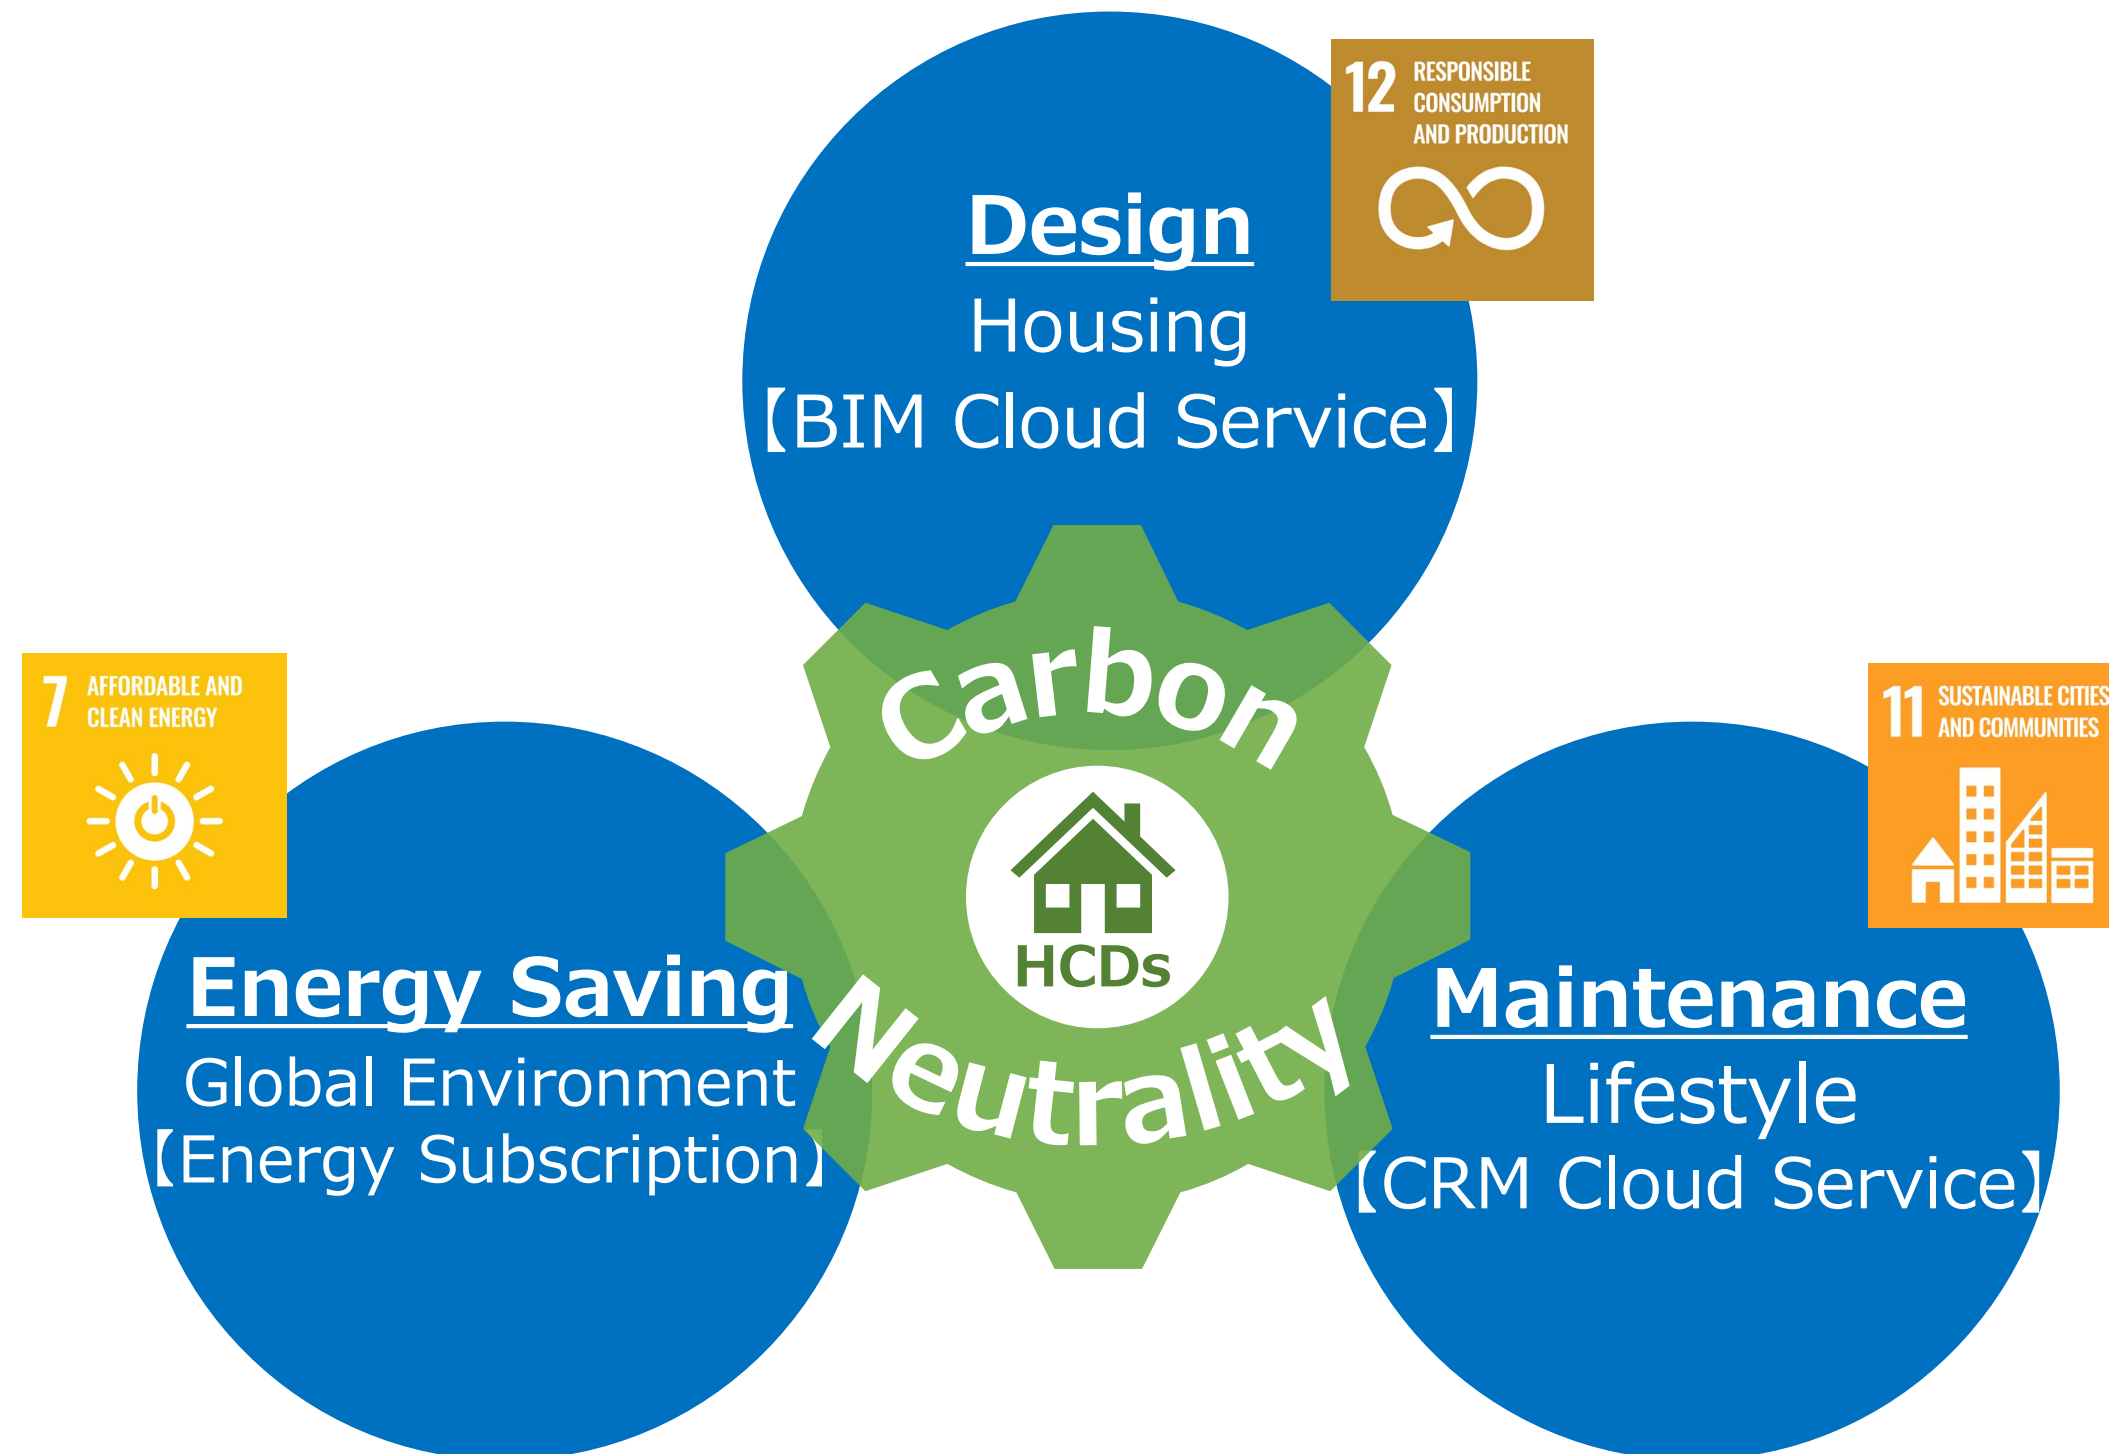 12 RESPONSIBLE
CONSUMPTION
AND PRODUCTION
Design
Housing
【BIM Cloud Service】
Carbon
Neutrality
HCDs
7 AFFORDABLE AND
CLEAN ENERGY
Energy Saving
Global Environment
【Energy Subscription】
11 SUSTAINABLE CITIES
AND COMMUNITIES
Maintenance
Lifestyle
【CRM Cloud Service】